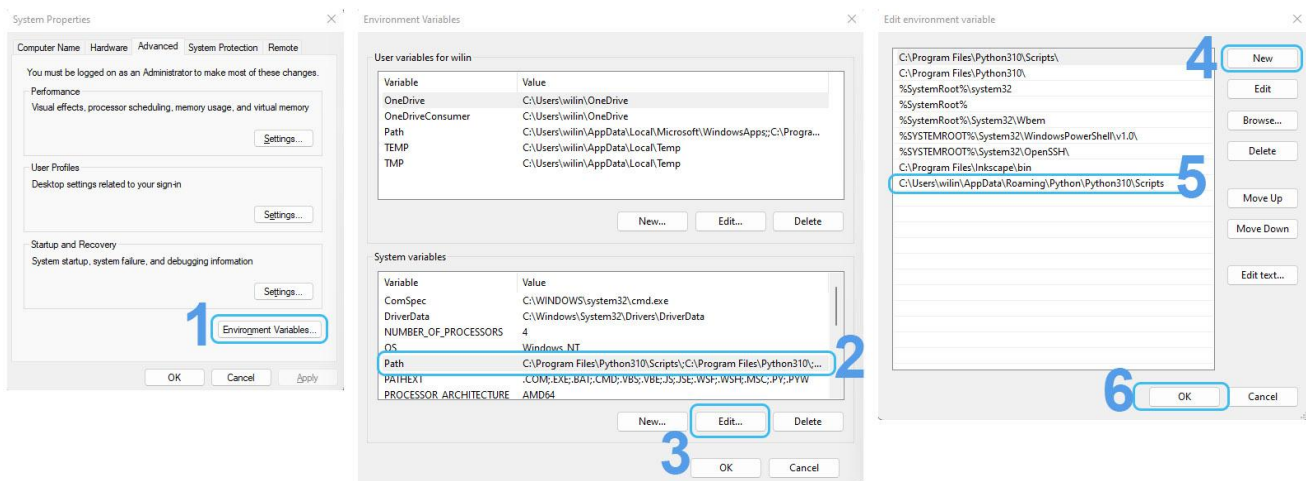 System Properties
Computer Name Hardware Advanced System Protection Remote
You must be logged on as an Administrator to make most of these changes.
Performance
Visual effects, processor scheduling, memory usage, and virtual memory
Settings...
User Profiles
Desktop settings related to your sign-in
Settings...
Startup and Recovery
System startup, system failure, and debugging information
Settings...
1
Environment Variables...
OK Cancel Apply
Environment Variables
User variables for wilin
Variable Value
OneDrive C:\Users\wilin\OneDrive
OneDriveConsumer C:\Users\wilin\OneDrive
Path C:\Users\wilin\AppData\Local\Microsoft\WindowsApps;;C:\Progra...
TEMP C:\Users\wilin\AppData\Local\Temp
TMP C:\Users\wilin\AppData\Local\Temp
New... Edit... Delete
System variables
Variable Value
ComSpec C:\WINDOWS\system32\cmd.exe
DriverData C:\Windows\System32\Drivers\DriverData
NUMBER_OF_PROCESSORS 4
OS Windows_NT
Path C:\Program Files\Python310\Scripts\;C:\Program Files\Python310\;...
2
PATHEXT .COM;.EXE;.BAT;.CMD;.VBS;.VBE;.JS;.JSE;.WSF;.WSH;.MSC;.PY;.PYW
PROCESSOR_ARCHITECTURE AMD64
New... Edit... Delete
3
OK Cancel
Edit environment variable
C:\Program Files\Python310\Scripts\
C:\Program Files\Python310\
%SystemRoot%\system32
%SystemRoot%
%SystemRoot%\System32\Wbem
%SYSTEMROOT%\System32\WindowsPowerShell\v1.0\
%SYSTEMROOT%\System32\OpenSSH\
C:\Program Files\Inkscape\bin
C:\Users\wilin\AppData\Roaming\Python\Python310\Scripts
5
4
New
Edit
Browse...
Delete
Move Up
Move Down
Edit text...
6
OK Cancel